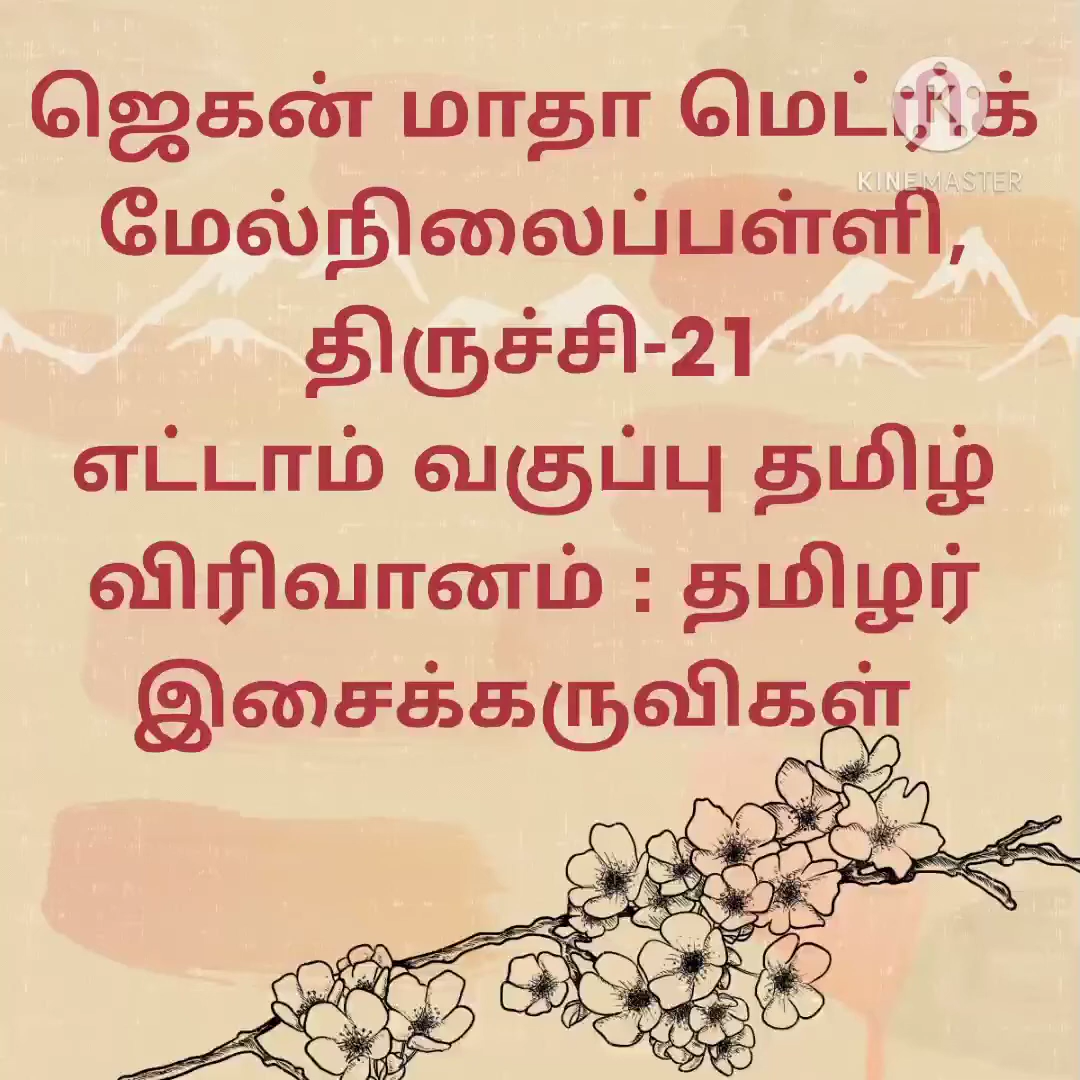 ஜெகன் மாதா மெட்ரிக்
மேல்நிலைப்பள்ளி,
திருச்சி-21
எட்டாம் வகுப்பு தமிழ்
விரிவானம் : தமிழர்
இசைக்கருவிகள்
K
KINEMASTER